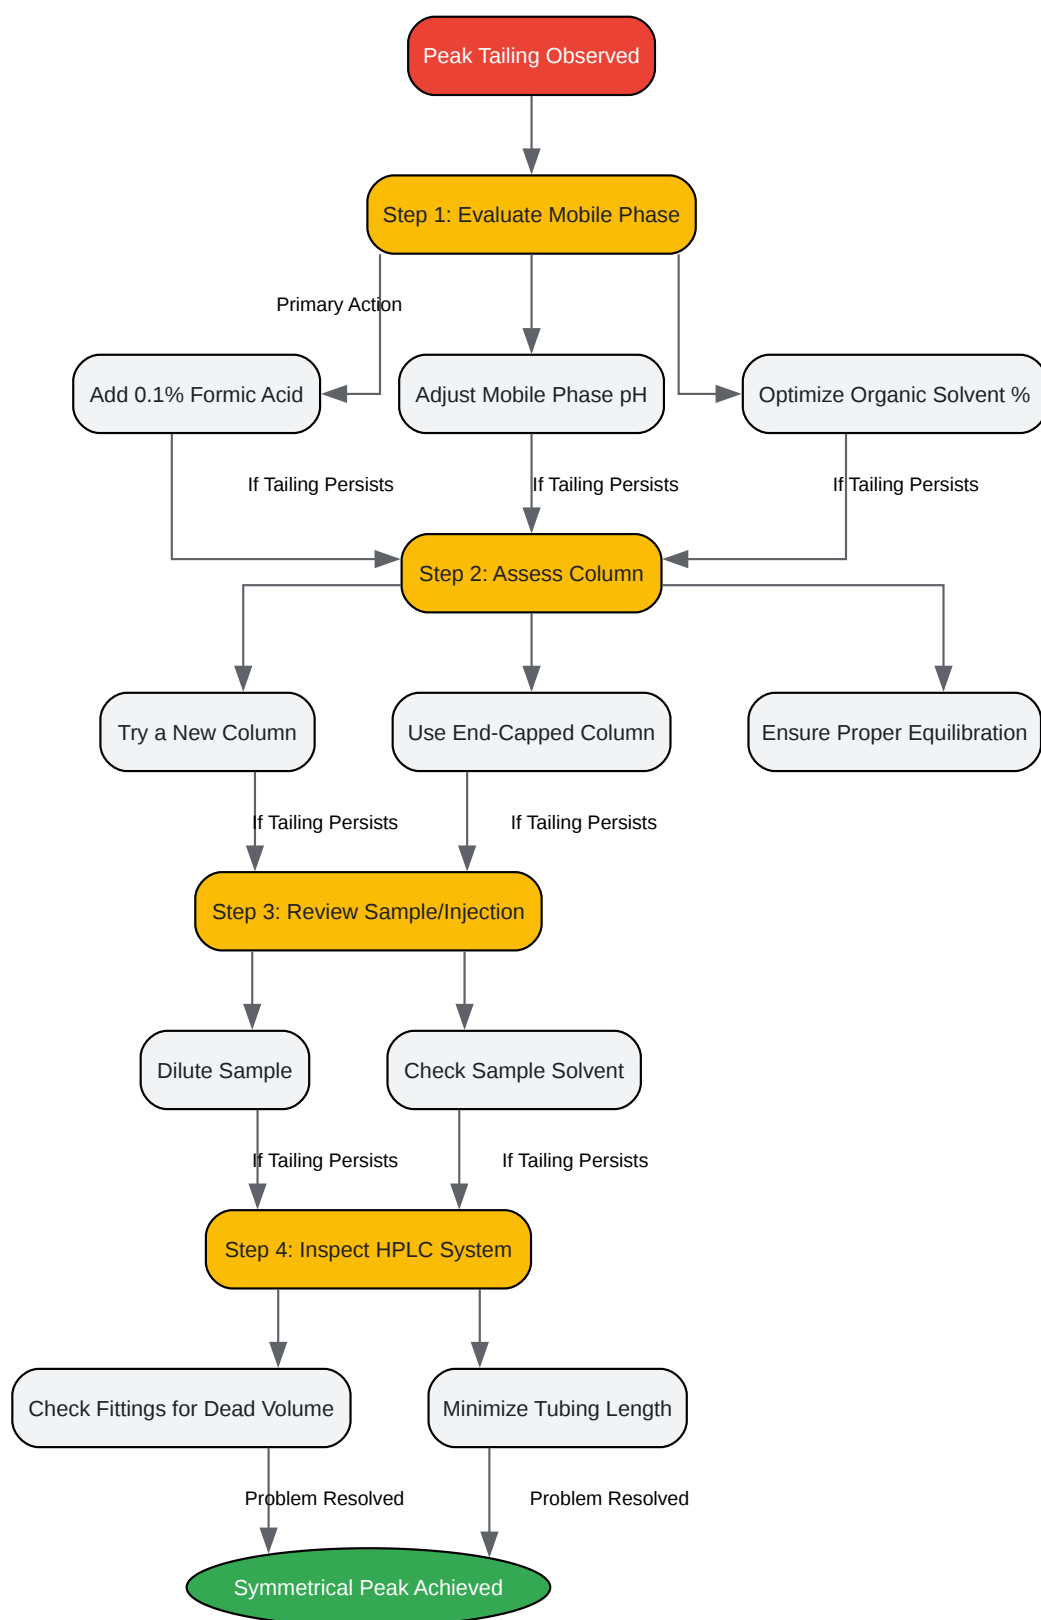 Peak Tailing Observed
Step 1: Evaluate Mobile Phase
Primary Action
Add 0.1% Formic Acid
Adjust Mobile Phase pH
Optimize Organic Solvent %
If Tailing Persists
If Tailing Persists
If Tailing Persists
Step 2: Assess Column
Try a New Column
Use End-Capped Column
Ensure Proper Equilibration
If Tailing Persists
If Tailing Persists
Step 3: Review Sample/Injection
Dilute Sample
Check Sample Solvent
If Tailing Persists
If Tailing Persists
Step 4: Inspect HPLC System
Check Fittings for Dead Volume
Minimize Tubing Length
Problem Resolved
Problem Resolved
Symmetrical Peak Achieved